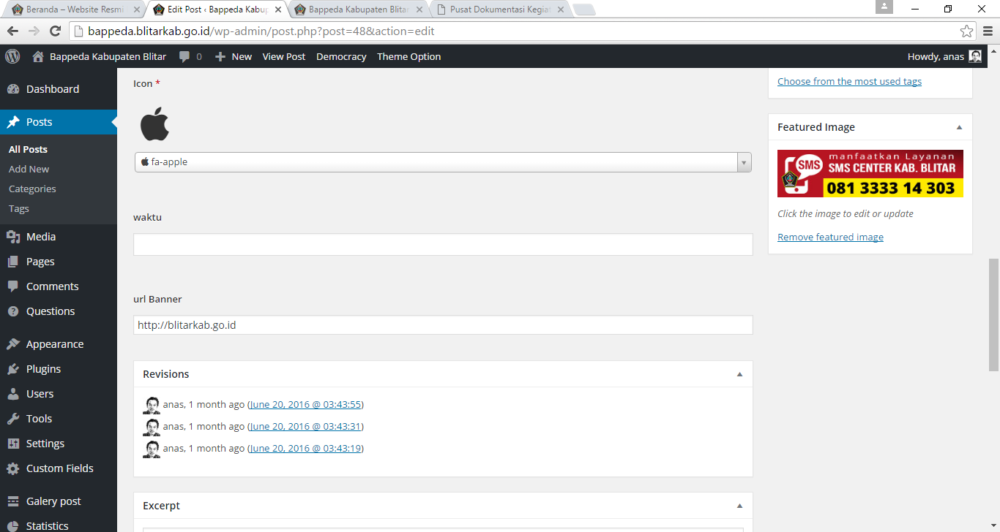 Beranda – Website Resmi
Edit Post ‹ Bappeda Kabup
Bappeda Kabupaten Blitar
Pusat Dokumentasi Kegiat
bappeda.blitarkab.go.id/wp-admin/post.php?post=48&action=edit
Bappeda Kabupaten Blitar
0
New
View Post
Democracy
Theme Option
Howdy, anas
Dashboard
Posts
All Posts
Add New
Categories
Tags
Media
Pages
Comments
Questions
Appearance
Plugins
Users
Tools
Settings
Custom Fields
Galery post
Statistics
Icon *
fa-apple
waktu
url Banner
http://blitarkab.go.id
Revisions
anas, 1 month ago (June 20, 2016 @ 03:43:55)
anas, 1 month ago (June 20, 2016 @ 03:43:31)
anas, 1 month ago (June 20, 2016 @ 03:43:19)
Excerpt
Choose from the most used tags
Featured Image
SMS
manfaatkan Layanan
SMS CENTER KAB. BLITAR
081 3333 14 303
Click the image to edit or update
Remove featured image